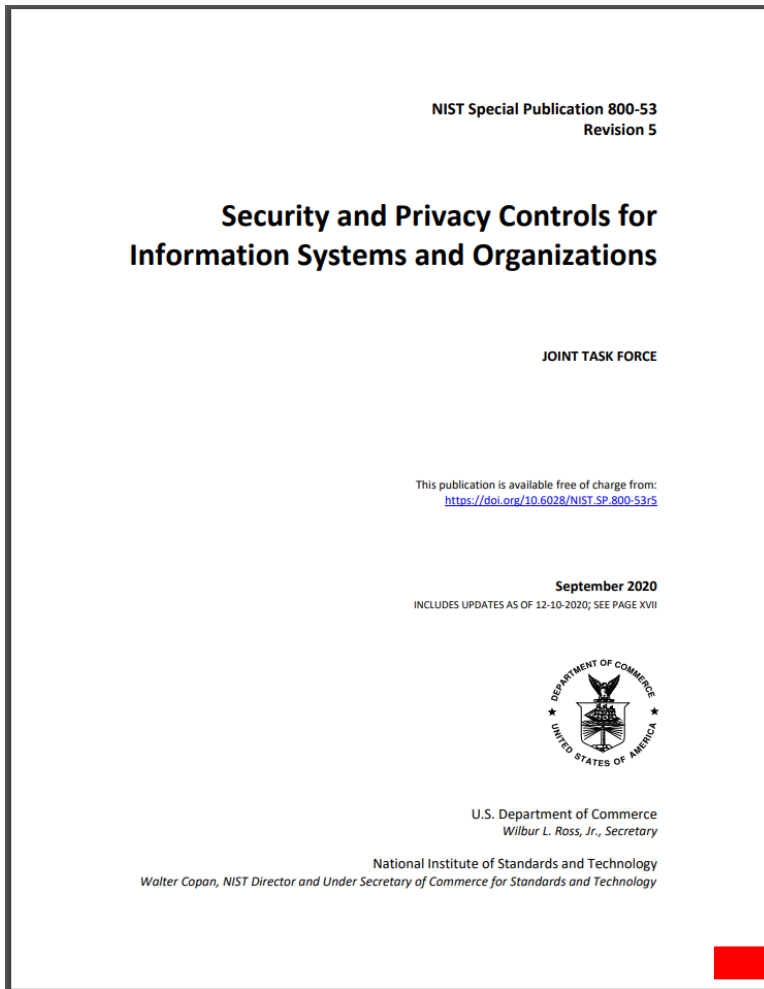 NIST Special Publication 800-53
Revision 5
Security and Privacy Controls for
Information Systems and Organizations
JOINT TASK FORCE
This publication is available free of charge from:
https://doi.org/10.6028/NIST.SP.800-53r5
September 2020
INCLUDES UPDATES AS OF 12-10-2020; SEE PAGE XVII
DEPARTMENT OF COMMERCE
UNITED STATES OF AMERICA
U.S. Department of Commerce
Wilbur L. Ross, Jr., Secretary
National Institute of Standards and Technology
Walter Copan, NIST Director and Under Secretary of Commerce for Standards and Technology